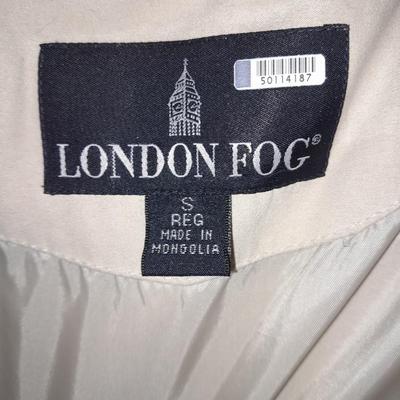 50114187
LONDON FOG®
S
REG
MADE IN
MONGOLIA